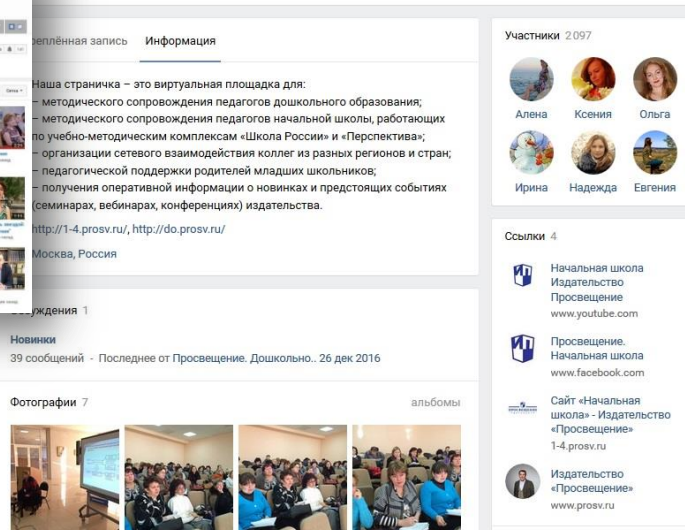 реплённая запись Информация
Наша страничка – это виртуальная площадка для:
– методического сопровождения педагогов дошкольного образования;
– методического сопровождения педагогов начальной школы, работающих
по учебно-методическим комплексам «Школа России» и «Перспектива»;
– организации сетевого взаимодействия коллег из разных регионов и стран;
– педагогической поддержки родителей младших школьников;
– получения оперативной информации о новинках и предстоящих событиях
(семинарах, вебинарах, конференциях) издательства.
http://1-4.prosv.ru/, http://do.prosv.ru/
Москва, Россия
уждения 1
Новинки
39 сообщений - Последнее от Просвещение. Дошкольно.. 26 дек 2016
Фотографии 7 альбомы
Участники 2 097
Алена Ксения Ольга
Ирина Надежда Евгения
Ссылки 4
Начальная школа
Издательство
Просвещение
www.youtube.com
Просвещение.
Начальная школа
www.facebook.com
Сайт «Начальная
школа» - Издательство
«Просвещение»
1-4.prosv.ru
Издательство
«Просвещение»
www.prosv.ru